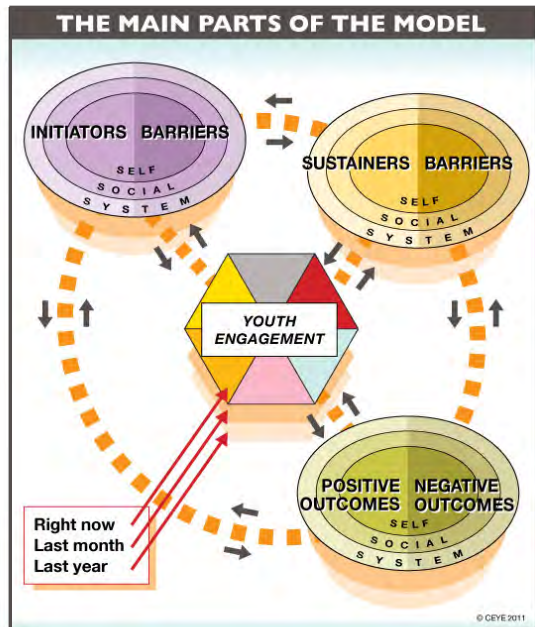 THE MAIN PARTS OF THE MODEL
INITIATORS BARRIERS
SELF
SOCIAL
SYSTEM
SUSTAINERS BARRIERS
SELF
SOCIAL
SYSTEM
YOUTH
ENGAGEMENT
POSITIVE NEGATIVE
OUTCOMES OUTCOMES
SELF
SOCIAL
SYSTEM
Right now
Last month
Last year
© CEYE 2011